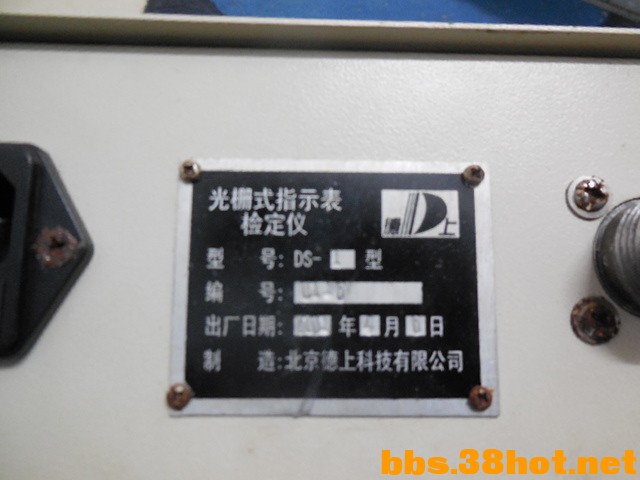 光栅式指示表
检定仪
德上
型 号: DS-L型
编 号:
出厂日期: 年 月 日
制 造:北京德上科技有限公司
bbs.38hot.net